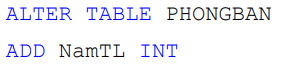 ALTER TABLE PHONGBAN
ADD NamTL INT